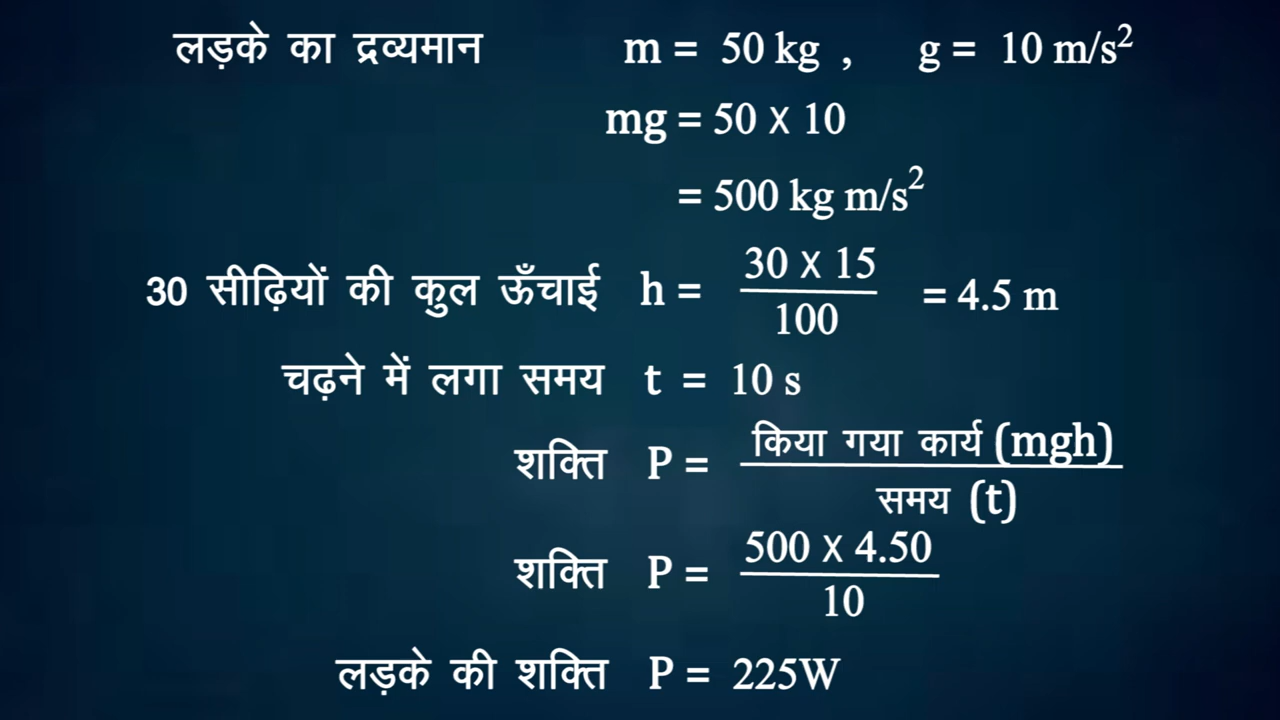 लड़के का द्रव्यमान m = 50 kg , g = 10 m/s²
mg = 50 X 10
= 500 kg m/s²
30 सीढ़ियों की कुल ऊँचाई h = 30 X 15 / 100 = 4.5 m
चढ़ने में लगा समय t = 10 s
शक्ति P = किया गया कार्य (mgh) / समय (t)
शक्ति P = 500 X 4.50 / 10
लड़के की शक्ति P = 225W